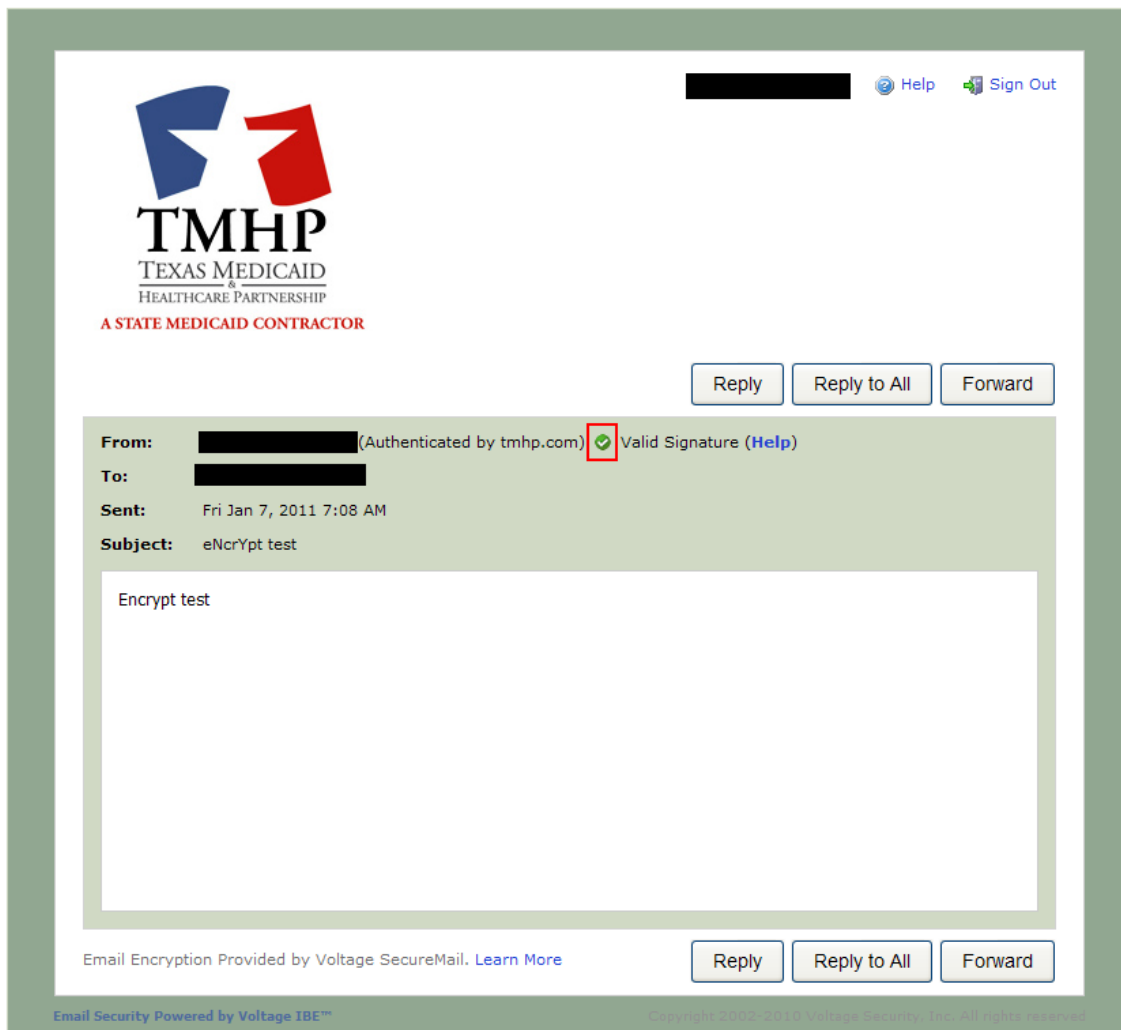 Help Sign Out
TMHP
TEXAS MEDICAID
&
HEALTHCARE PARTNERSHIP
A STATE MEDICAID CONTRACTOR
Reply Reply to All Forward
From: (Authenticated by tmhp.com) Valid Signature (Help)
To:
Sent: Fri Jan 7, 2011 7:08 AM
Subject: eNcrYpt test
Encrypt test
Email Encryption Provided by Voltage SecureMail. Learn More
Reply Reply to All Forward
Email Security Powered by Voltage IBE™ Copyright 2002-2010 Voltage Security, Inc. All rights reserved